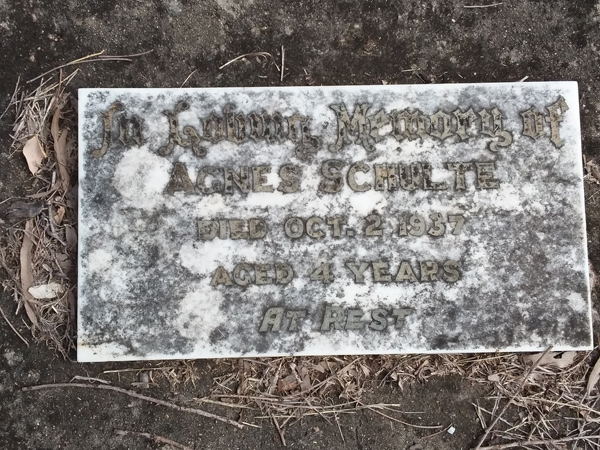 In Loving Memory of
AGNES SCHULTE
DIED OCT. 2 1937
AGED 4 YEARS
AT REST